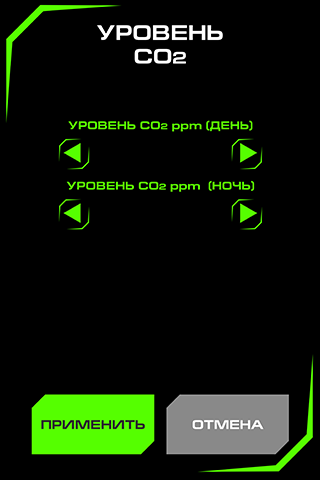 УРОВЕНЬ
CO2
УРОВЕНЬ CO2 ppm (ДЕНЬ)
УРОВЕНЬ CO2 ppm (НОЧЬ)
ПРИМЕНИТЬ
ОТМЕНА